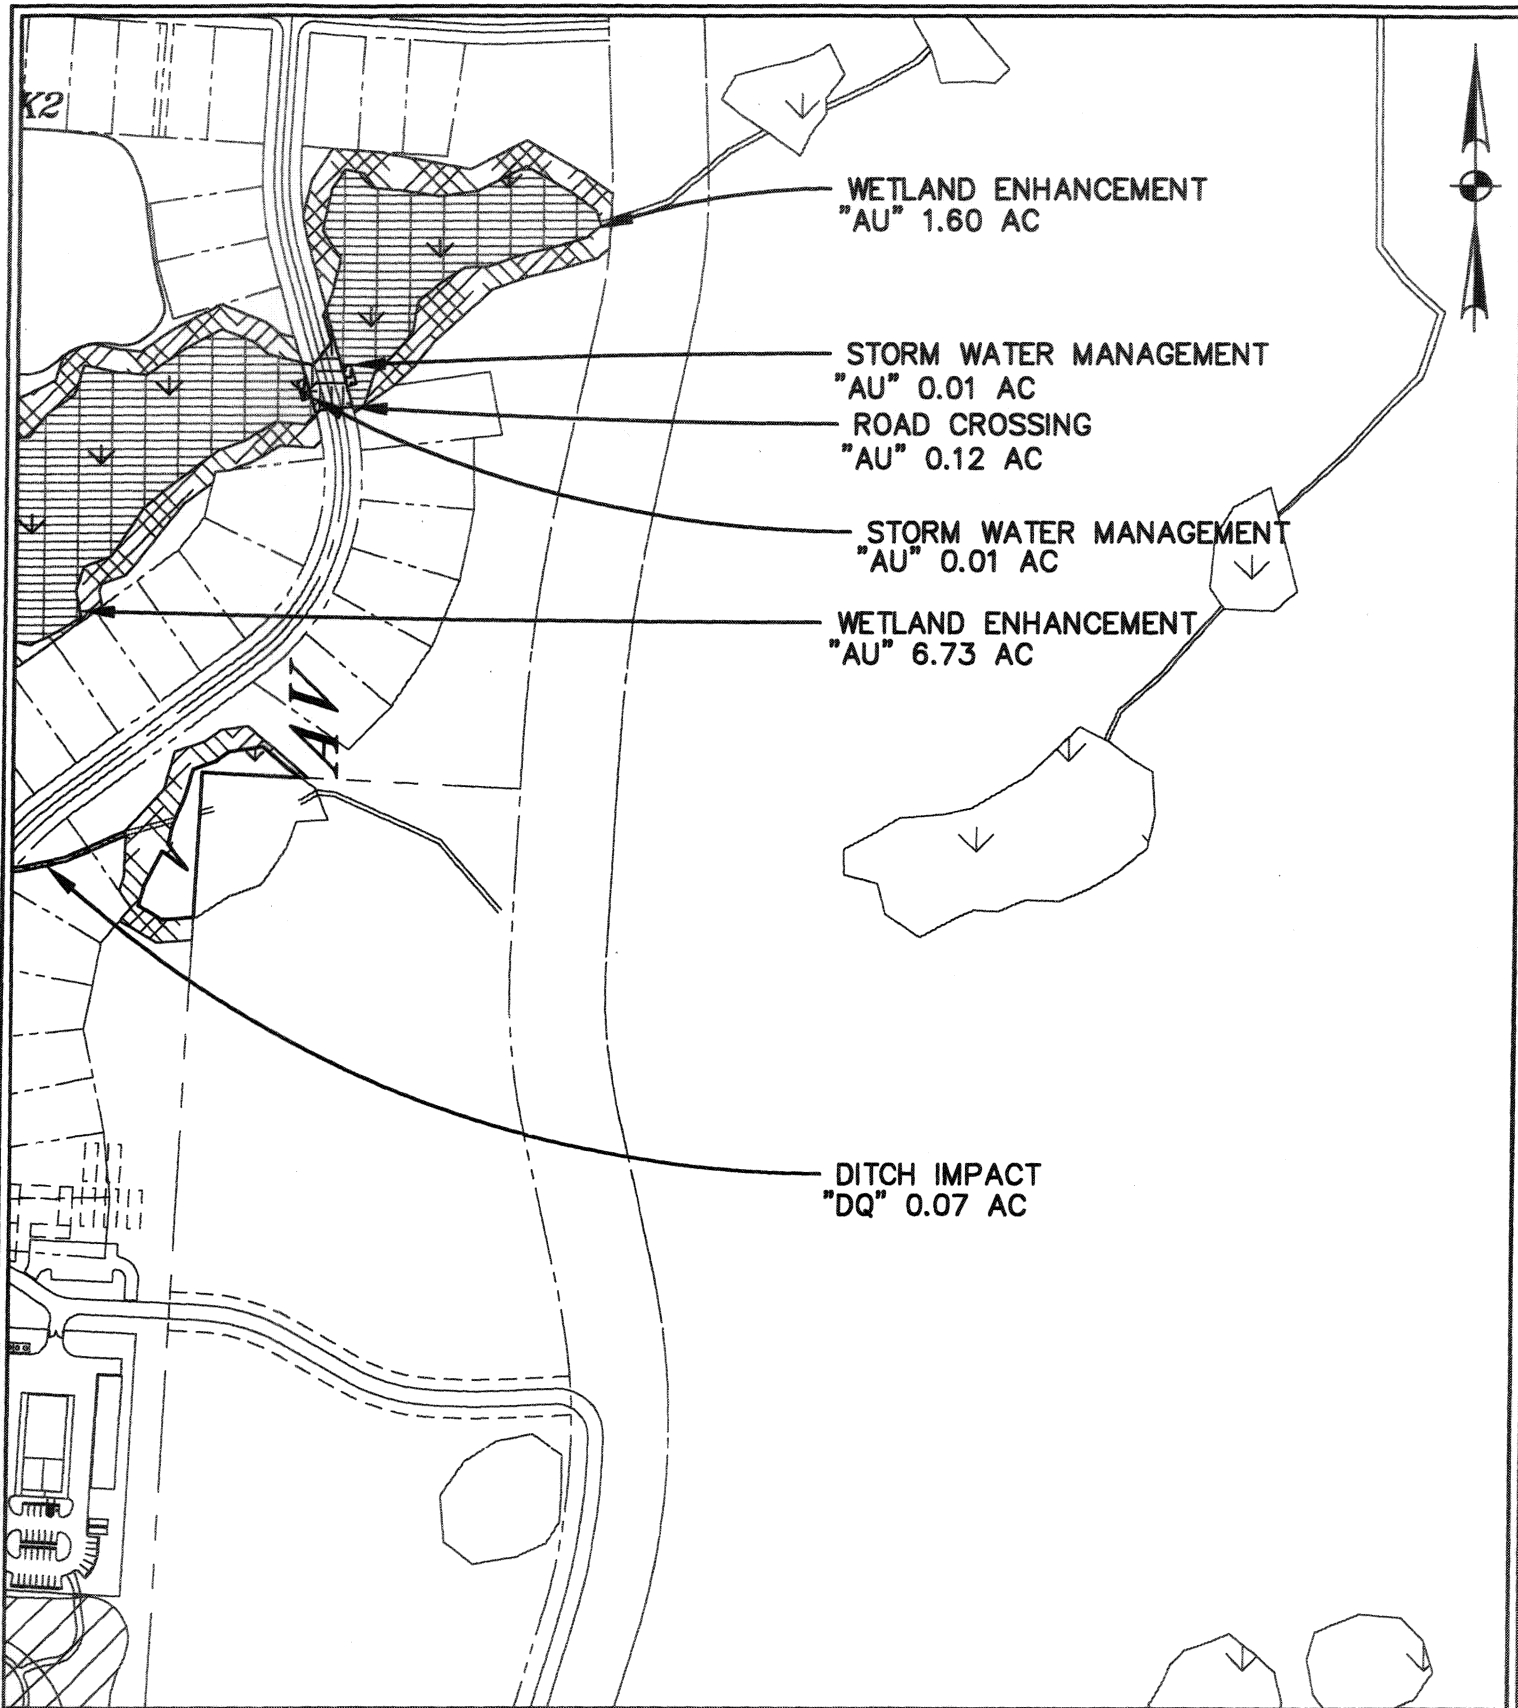 K2
WETLAND ENHANCEMENT
"AU" 1.60 AC
STORM WATER MANAGEMENT
"AU" 0.01 AC
ROAD CROSSING
"AU" 0.12 AC
STORM WATER MANAGEMENT
"AU" 0.01 AC
WETLAND ENHANCEMENT
"AU" 6.73 AC
AV
DITCH IMPACT
"DQ" 0.07 AC